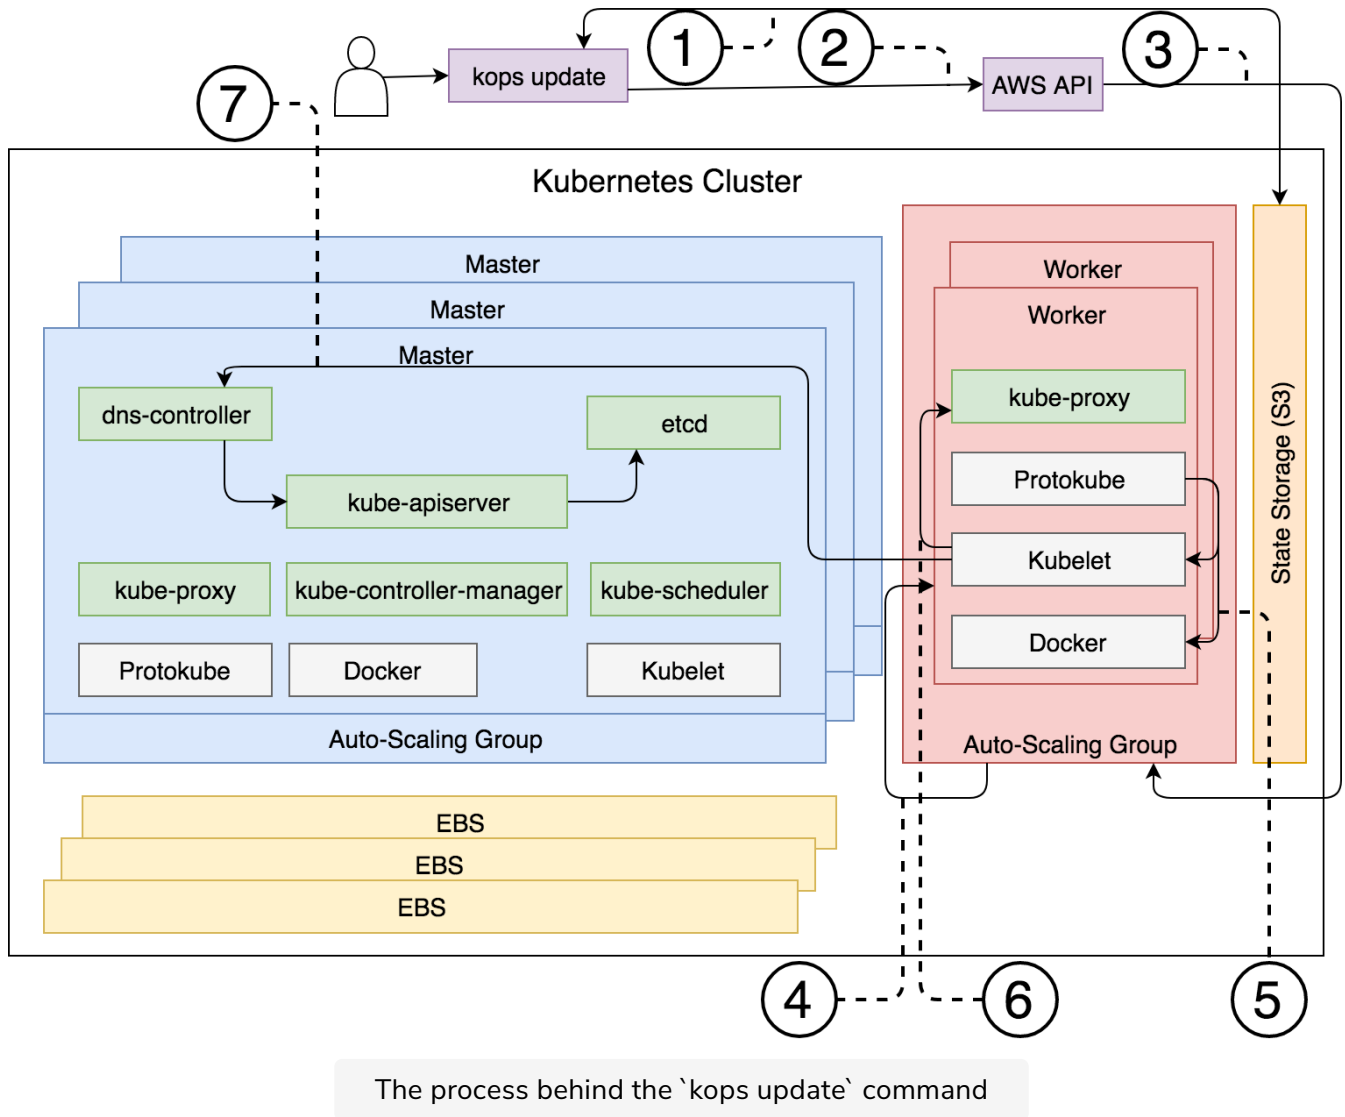 1
2
3
kops update
AWS API
7
Kubernetes Cluster
Master
Master
Master
dns-controller
etcd
kube-apiserver
kube-proxy
kube-controller-manager
kube-scheduler
Protokube
Docker
Kubelet
Auto-Scaling Group
Worker
Worker
kube-proxy
Protokube
Kubelet
Docker
Auto-Scaling Group
State Storage (S3)
EBS
EBS
EBS
4
6
5
The process behind the `kops update` command